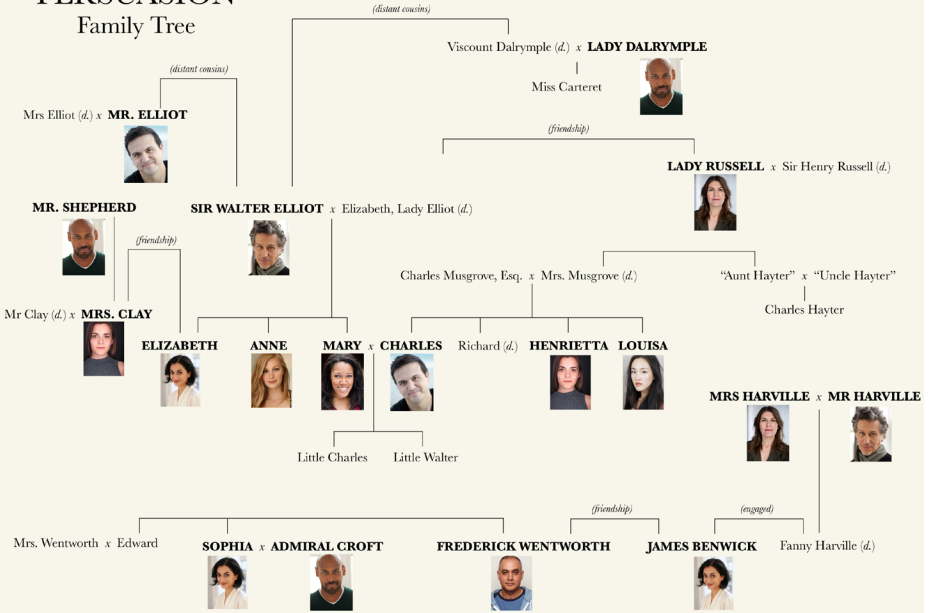 PERSUASION
Family Tree
(distant cousins)
Viscount Dalrymple (d.) x LADY DALRYMPLE
(distant cousins)
Miss Carteret
Mrs Elliot (d.) x MR. ELLIOT
(friendship)
LADY RUSSELL x Sir Henry Russell (d.)
MR. SHEPHERD
SIR WALTER ELLIOT x Elizabeth, Lady Elliot (d.)
(friendship)
Charles Musgrove, Esq. x Mrs. Musgrove (d.)
“Aunt Hayter” x “Uncle Hayter”
Charles Hayter
Mr Clay (d.) x MRS. CLAY
ELIZABETH
ANNE
MARY x CHARLES
Richard (d.)
HENRIETTA
LOUISA
MRS HARVILLE x MR HARVILLE
Little Charles
Little Walter
(friendship)
(engaged)
Mrs. Wentworth x Edward
SOPHIA x ADMIRAL CROFT
FREDERICK WENTWORTH
JAMES BENWICK
Fanny Harville (d.)